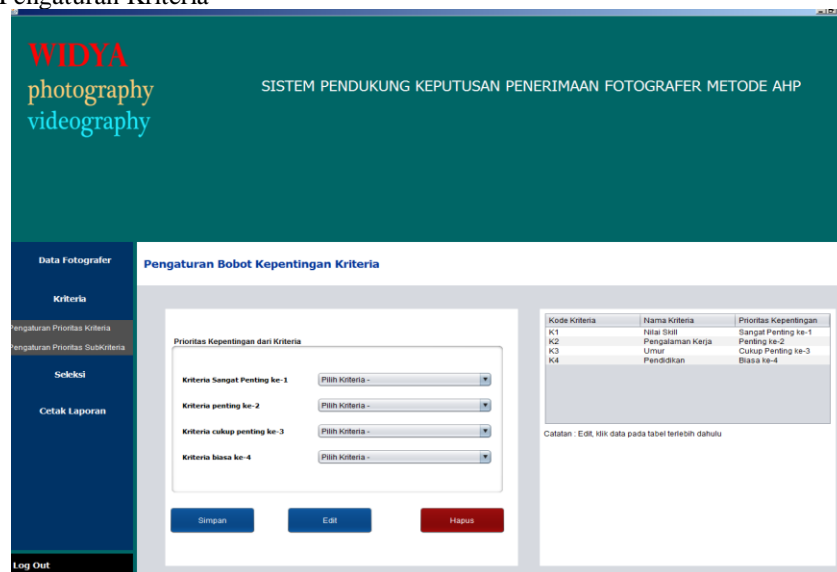 Pengaturan Kriteria
WIDYA
photography
videography
SISTEM PENDUKUNG KEPUTUSAN PENERIMAAN FOTOGRAFER METODE AHP
Data Fotografer
Kriteria
Pengaturan Prioritas Kriteria
Pengaturan Prioritas SubKriteria
Seleksi
Cetak Laporan
Log Out
Pengaturan Bobot Kepentingan Kriteria
Prioritas Kepentingan dari Kriteria
Kriteria Sangat Penting ke-1 Pilih Kriteria -
Kriteria penting ke-2 Pilih Kriteria -
Kriteria cukup penting ke-3 Pilih Kriteria -
Kriteria biasa ke-4 Pilih Kriteria -
Simpan Edit Hapus
Kode Kriteria Nama Kriteria Prioritas Kepentingan
K1 Nilai Skill Sangat Penting ke-1
K2 Pengalaman Kerja Penting ke-2
K3 Umur Cukup Penting ke-3
K4 Pendidikan Biasa ke-4
Catatan : Edit, klik data pada tabel terlebih dahulu